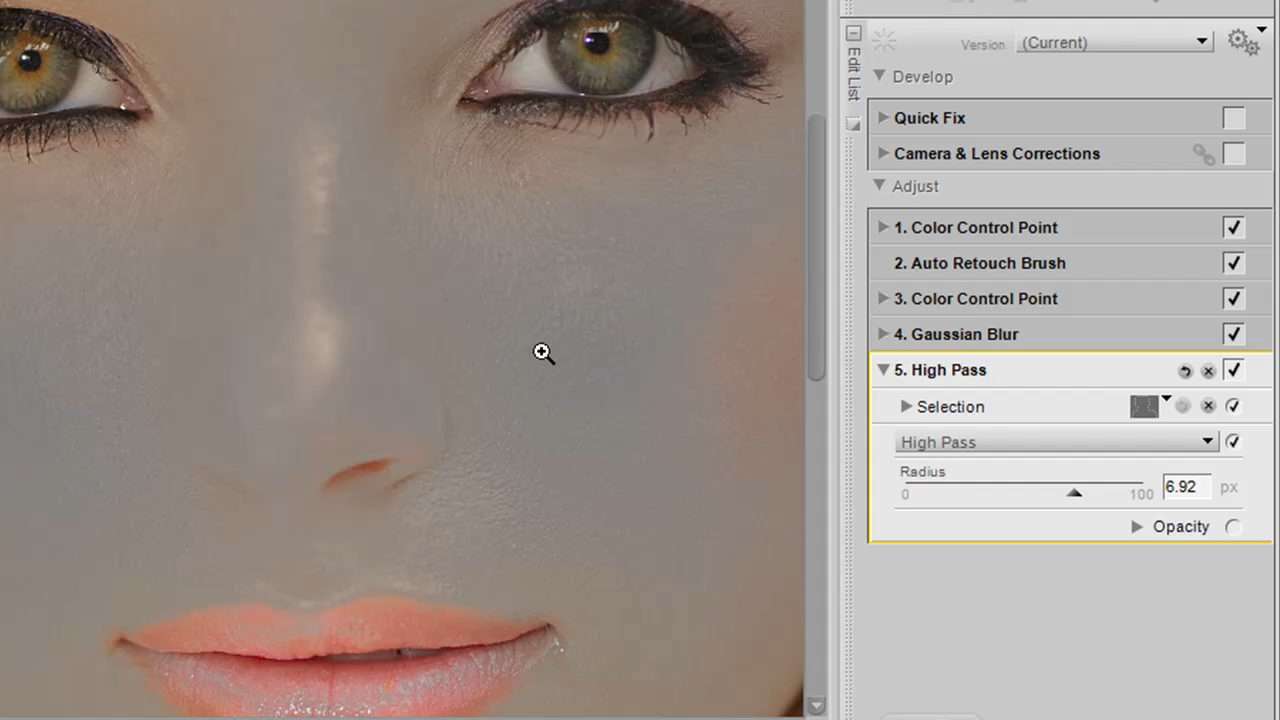 Version (Current)
Edit List
Develop
Quick Fix
Camera & Lens Corrections
Adjust
1. Color Control Point
2. Auto Retouch Brush
3. Color Control Point
4. Gaussian Blur
5. High Pass
Selection
High Pass
Radius
0 100 6.92 px
Opacity